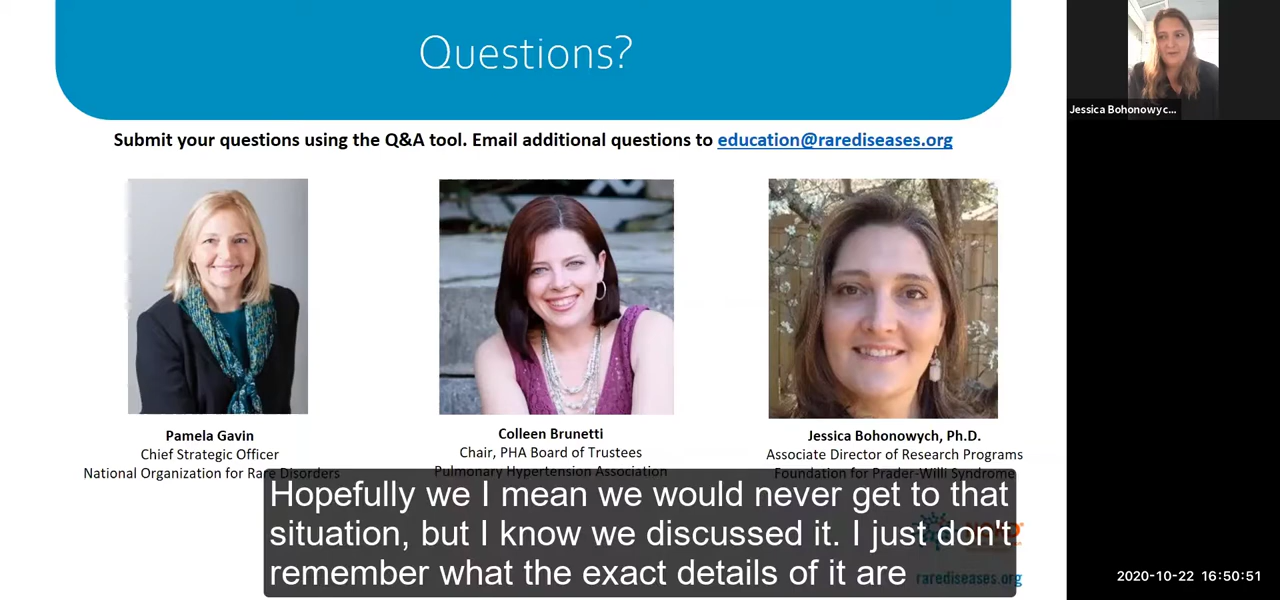 Questions?
Submit your questions using the Q&A tool. Email additional questions to education@rarediseases.org
Jessica Bohonowyc...
Pamela Gavin
Chief Strategic Officer
National Organization for Rare Disorders
Colleen Brunetti
Chair, PHA Board of Trustees
Pulmonary Hypertension Association
Jessica Bohonowych, Ph.D.
Associate Director of Research Programs
Foundation for Prader-Willi Syndrome
Hopefully we I mean we would never get to that
situation, but I know we discussed it. I just don't
remember what the exact details of it are
rarediseases.org
2020-10-22 16:50:51